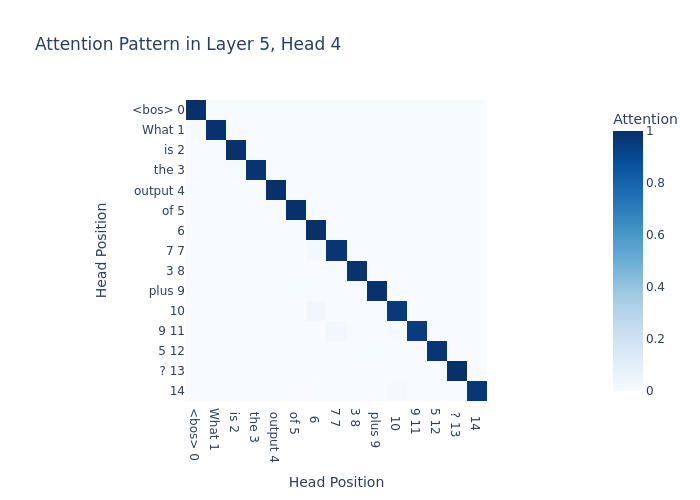 Attention Pattern in Layer 5, Head 4
Attention
<bos> 0
What 1
is 2
the 3
output 4
of 5
6
7 7
3 8
plus 9
10
9 11
5 12
? 13
14
Head Position
1
0.8
0.6
0.4
0.2
0
<bos> 0
What 1
is 2
the 3
output 4
of 5
6
7 7
3 8
plus 9
10
9 11
5 12
? 13
14
Head Position